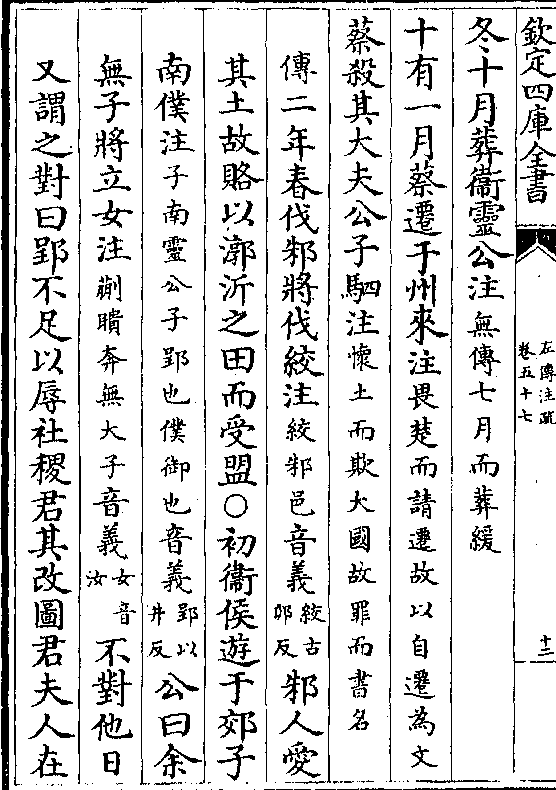 欽定四庫全書
左傳注疏
卷五十七
十三
冬十月葬衞靈公注無傳七月而葬緩
十有一月蔡遷于州來注畏楚而請遷故以自遷為文
蔡殺其大夫公子駟注懷土而欺大國故罪而書名
傳二年春伐邾將伐絞注絞邾邑音義絞古卯反邾人愛
其土故賂以漷沂之田而受盟○初衞侯遊于郊子
南僕注子南靈公子郢也僕御也音義郢以井反公曰余
無子將立女注蒯聵奔無大子音義女音汝不對他日
又謂之對曰郢不足以辱社稷君其改圖君夫人在